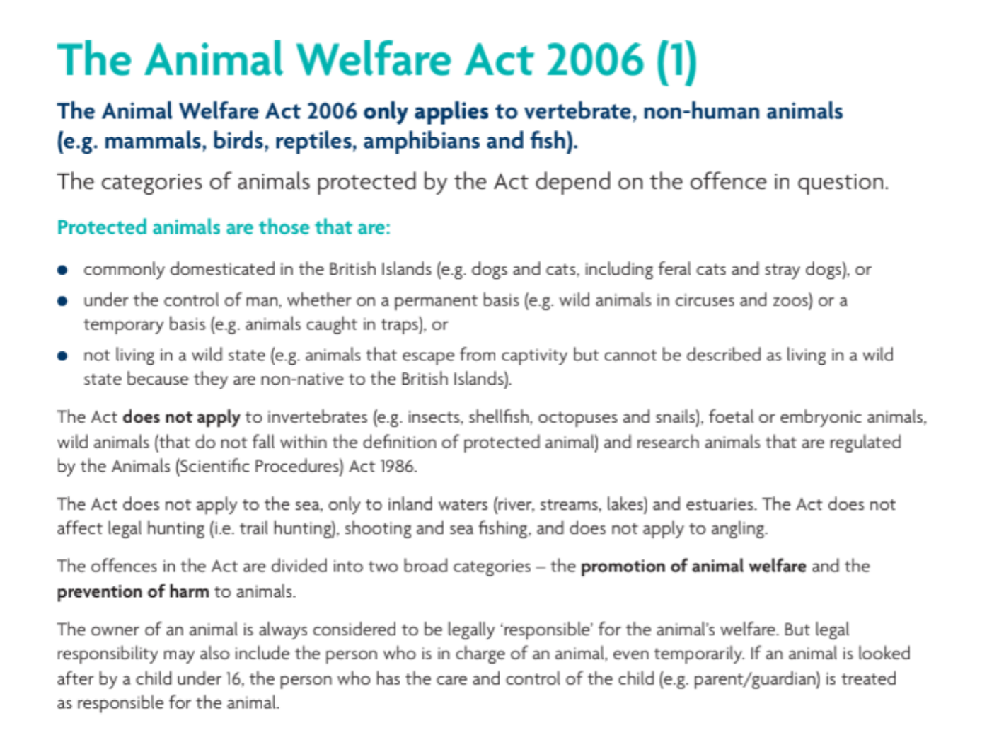 The Animal Welfare Act 2006 (1)
The Animal Welfare Act 2006 only applies to vertebrate, non-human animals
(e.g. mammals, birds, reptiles, amphibians and fish).
The categories of animals protected by the Act depend on the offence in question.
Protected animals are those that are:
● commonly domesticated in the British Islands (e.g. dogs and cats, including feral cats and stray dogs), or
● under the control of man, whether on a permanent basis (e.g. wild animals in circuses and zoos) or a
temporary basis (e.g. animals caught in traps), or
● not living in a wild state (e.g. animals that escape from captivity but cannot be described as living in a wild
state because they are non-native to the British Islands).
The Act does not apply to invertebrates (e.g. insects, shellfish, octopuses and snails), foetal or embryonic animals,
wild animals (that do not fall within the definition of protected animal) and research animals that are regulated
by the Animals (Scientific Procedures) Act 1986.
The Act does not apply to the sea, only to inland waters (river, streams, lakes) and estuaries. The Act does not
affect legal hunting (i.e. trail hunting), shooting and sea fishing, and does not apply to angling.
The offences in the Act are divided into two broad categories – the promotion of animal welfare and the
prevention of harm to animals.
The owner of an animal is always considered to be legally ‘responsible’ for the animal’s welfare. But legal
responsibility may also include the person who is in charge of an animal, even temporarily. If an animal is looked
after by a child under 16, the person who has the care and control of the child (e.g. parent/guardian) is treated
as responsible for the animal.